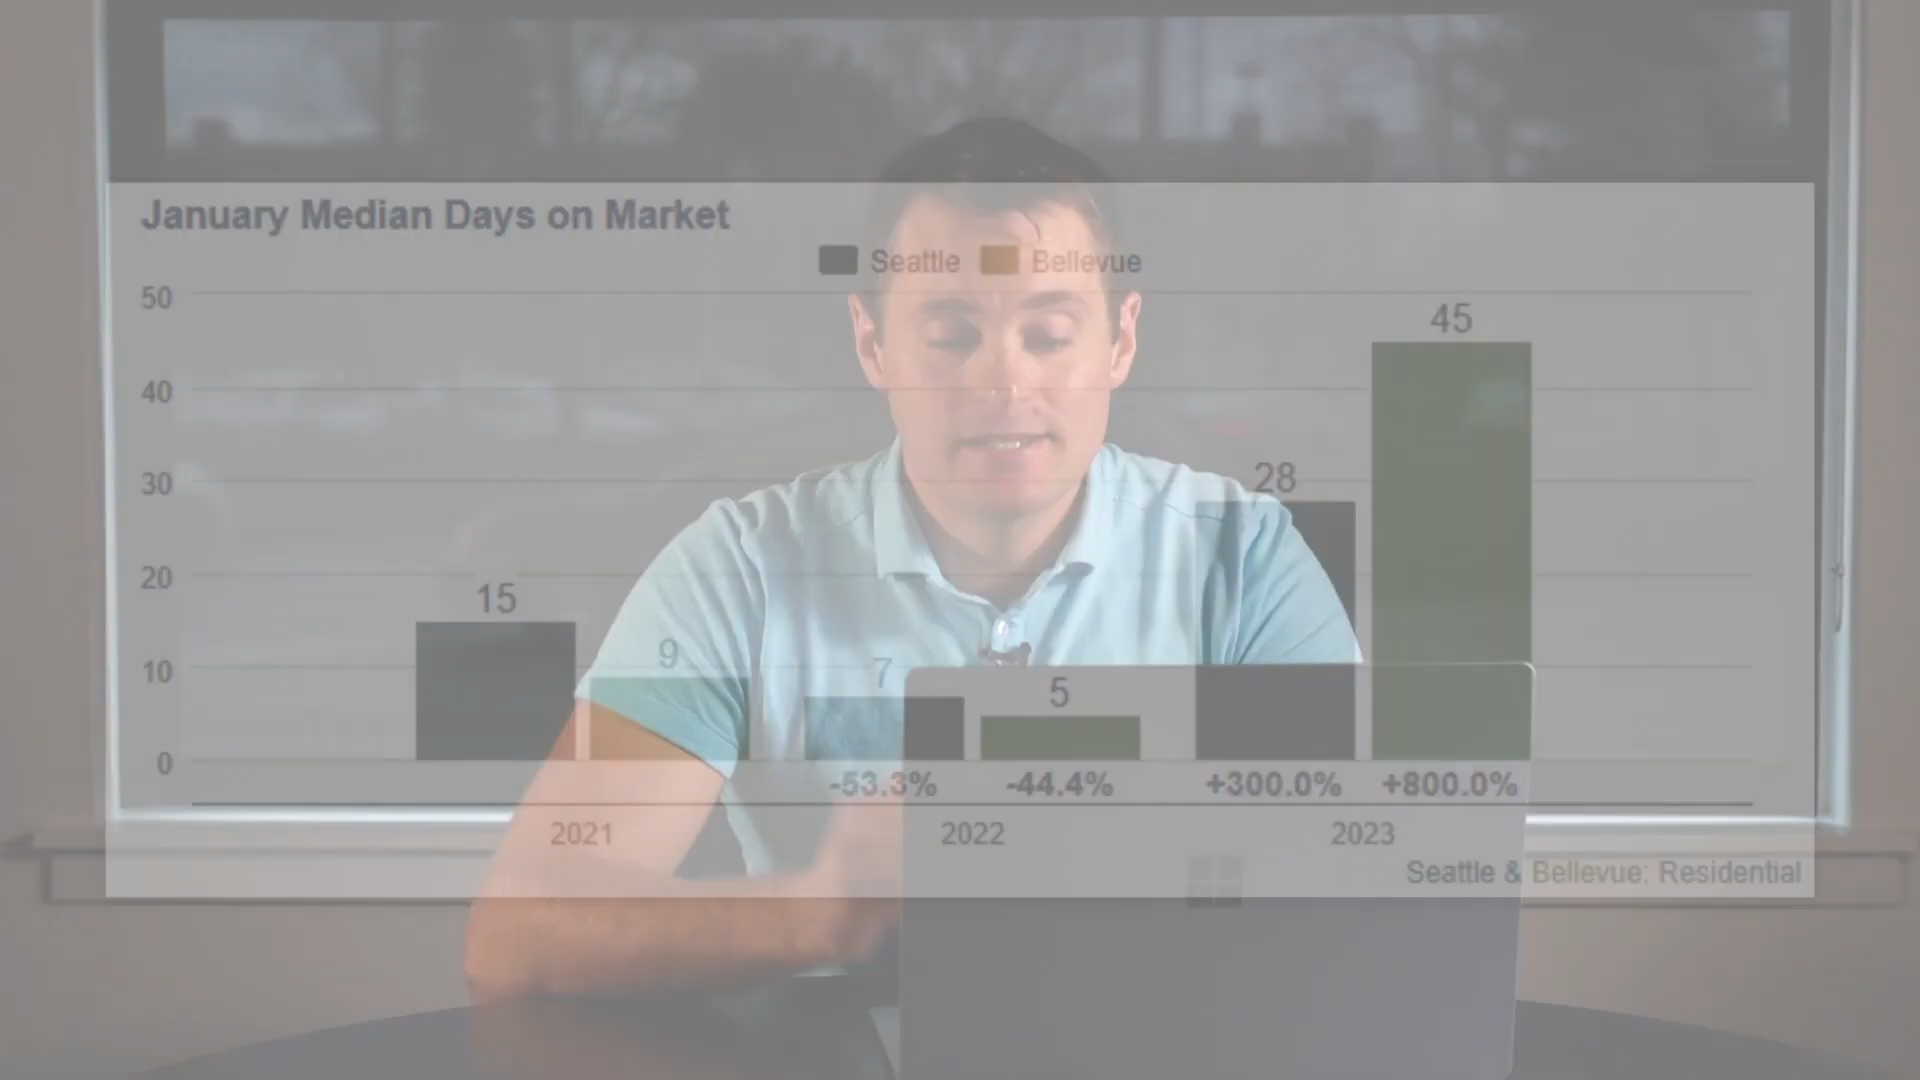 January Median Days on Market
Seattle Bellevue
50
40
30
20
10
0
15
9
7
5
28
45
-53.3% -44.4% +300.0% +800.0%
2021 2022 2023
Seattle & Bellevue: Residential